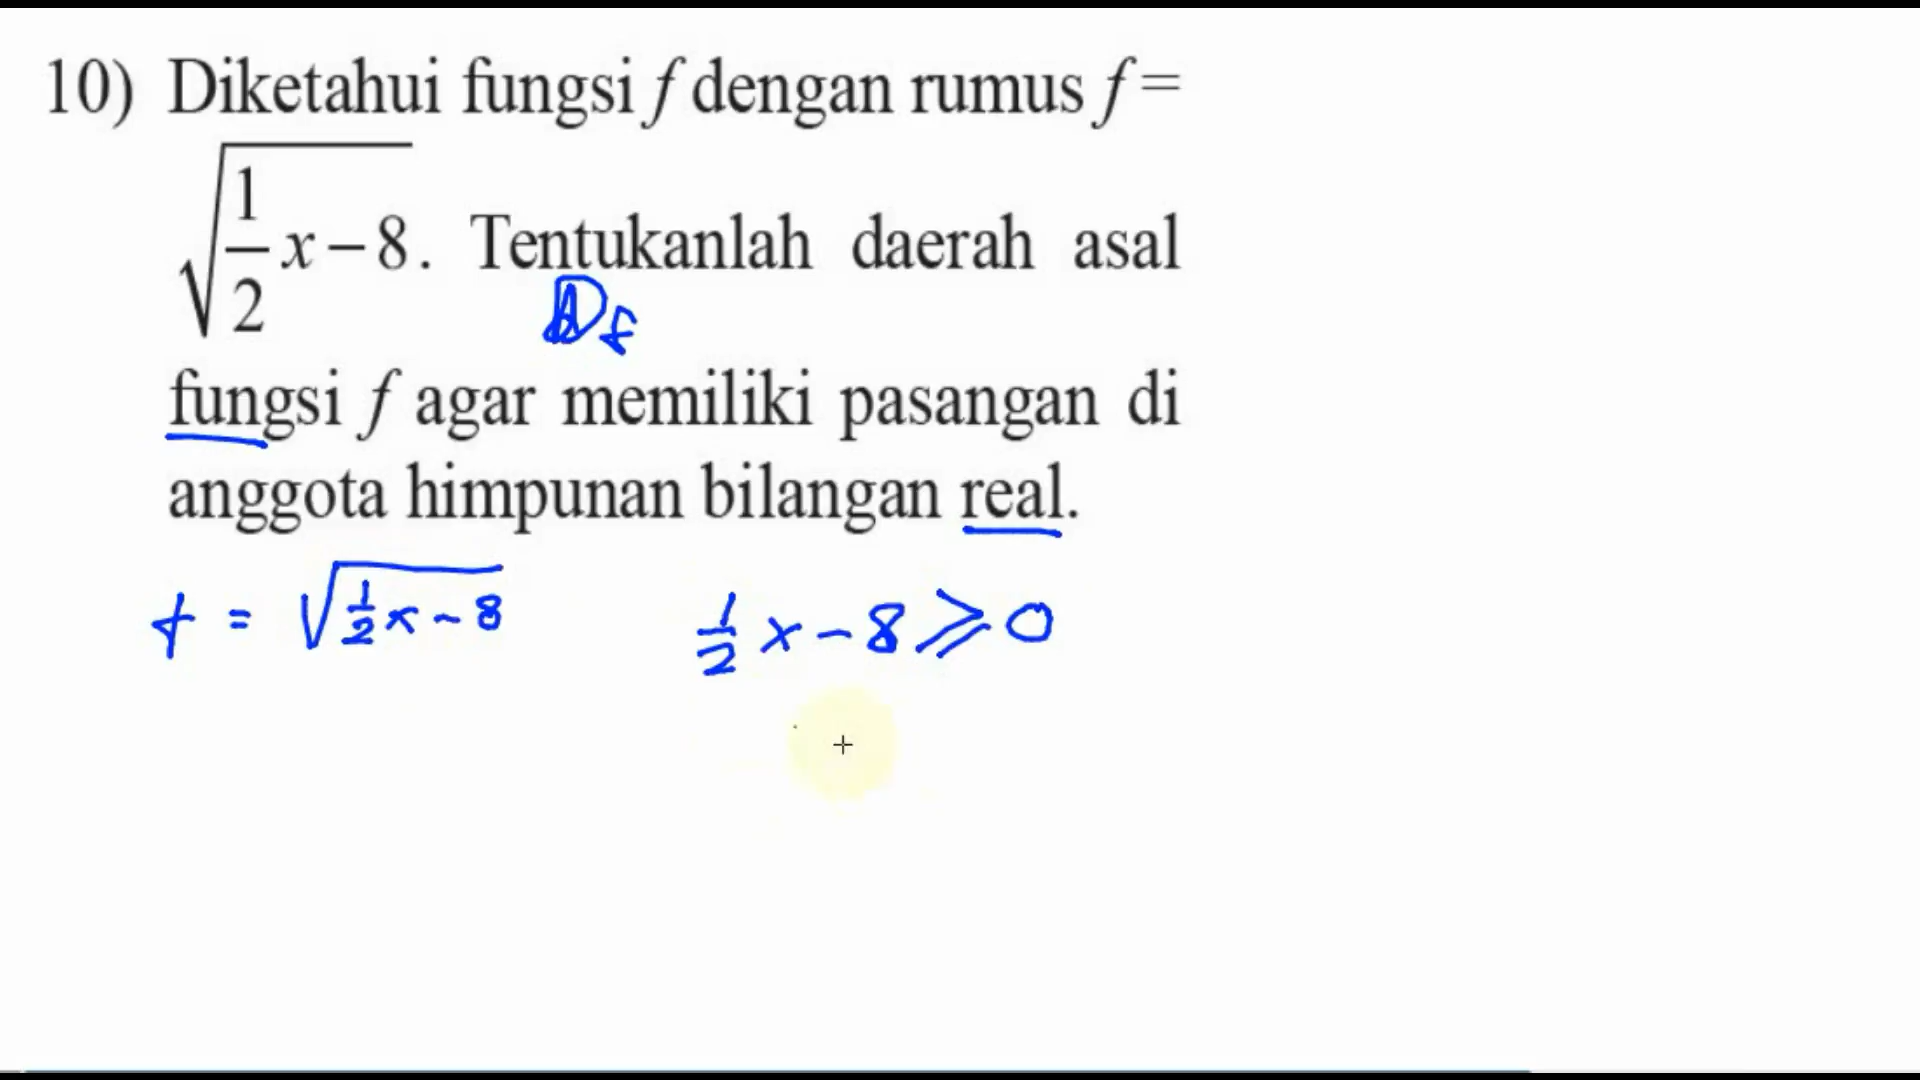 10) Diketahui fungsi f dengan rumus f =
√(1/2 x − 8). Tentukanlah daerah asal
D_f
fungsi f agar memiliki pasangan di
anggota himpunan bilangan real.
f = √(1/2 x − 8) 1/2 x − 8 ≥ 0